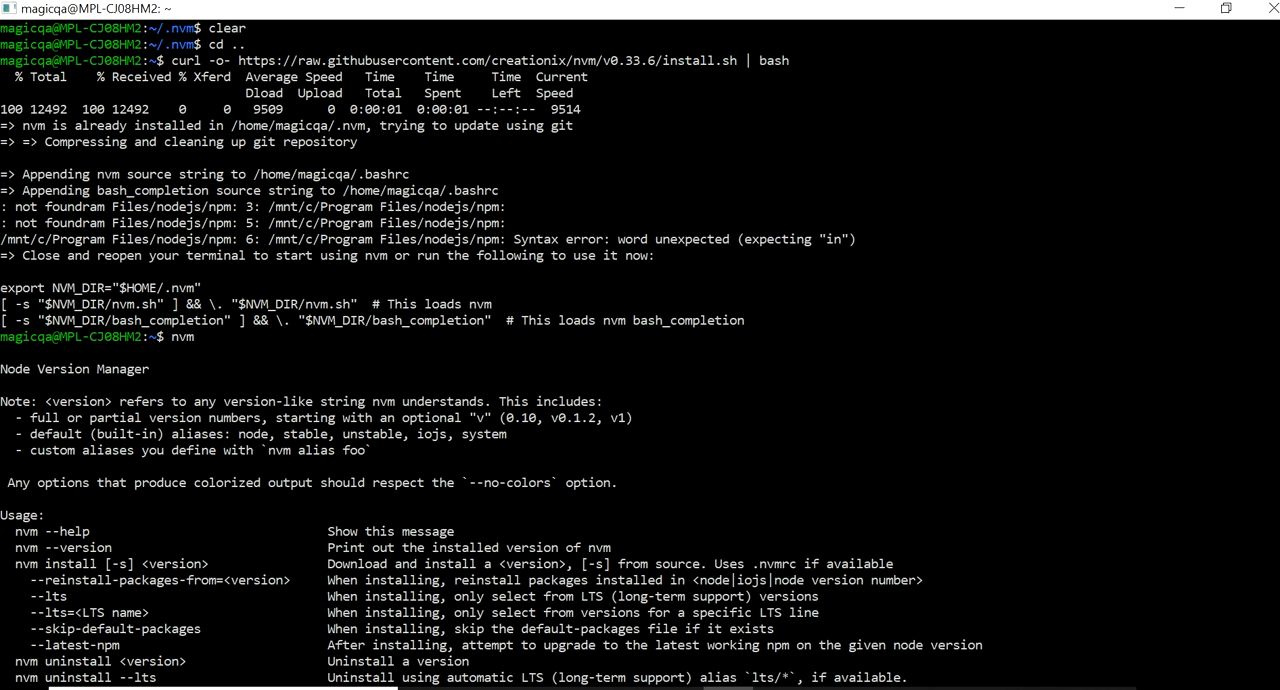 magicqa@MPL-CJ08HM2: ~
magicqa@MPL-CJ08HM2:~/.nvm$ clear
magicqa@MPL-CJ08HM2:~/.nvm$ cd ..
magicqa@MPL-CJ08HM2:~$ curl -o- https://raw.githubusercontent.com/creationix/nvm/v0.33.6/install.sh | bash
  % Total    % Received % Xferd  Average Speed   Time    Time     Time  Current
                                 Dload  Upload   Total   Spent    Left  Speed
100 12492  100 12492    0     0   9509      0  0:00:01  0:00:01 --:--:--  9514
=> nvm is already installed in /home/magicqa/.nvm, trying to update using git
=> => Compressing and cleaning up git repository
=> Appending nvm source string to /home/magicqa/.bashrc
=> Appending bash_completion source string to /home/magicqa/.bashrc
: not foundram Files/nodejs/npm: 3: /mnt/c/Program Files/nodejs/npm:
: not foundram Files/nodejs/npm: 5: /mnt/c/Program Files/nodejs/npm:
/mnt/c/Program Files/nodejs/npm: 6: /mnt/c/Program Files/nodejs/npm: Syntax error: word unexpected (expecting "in")
=> Close and reopen your terminal to start using nvm or run the following to use it now:
export NVM_DIR="$HOME/.nvm"
[ -s "$NVM_DIR/nvm.sh" ] && \. "$NVM_DIR/nvm.sh"  # This loads nvm
[ -s "$NVM_DIR/bash_completion" ] && \. "$NVM_DIR/bash_completion"  # This loads nvm bash_completion
magicqa@MPL-CJ08HM2:~$ nvm
Node Version Manager
Note: <version> refers to any version-like string nvm understands. This includes:
  - full or partial version numbers, starting with an optional "v" (0.10, v0.1.2, v1)
  - default (built-in) aliases: node, stable, unstable, iojs, system
  - custom aliases you define with `nvm alias foo`
 Any options that produce colorized output should respect the `--no-colors` option.
Usage:
  nvm --help                                Show this message
  nvm --version                             Print out the installed version of nvm
  nvm install [-s] <version>                Download and install a <version>, [-s] from source. Uses .nvmrc if available
    --reinstall-packages-from=<version>     When installing, reinstall packages installed in <node|iojs|node version number>
    --lts                                   When installing, only select from LTS (long-term support) versions
    --lts=<LTS name>                        When installing, only select from versions for a specific LTS line
    --skip-default-packages                 When installing, skip the default-packages file if it exists
    --latest-npm                            After installing, attempt to upgrade to the latest working npm on the given node version
  nvm uninstall <version>                   Uninstall a version
  nvm uninstall --lts                       Uninstall using automatic LTS (long-term support) alias `lts/*`, if available.